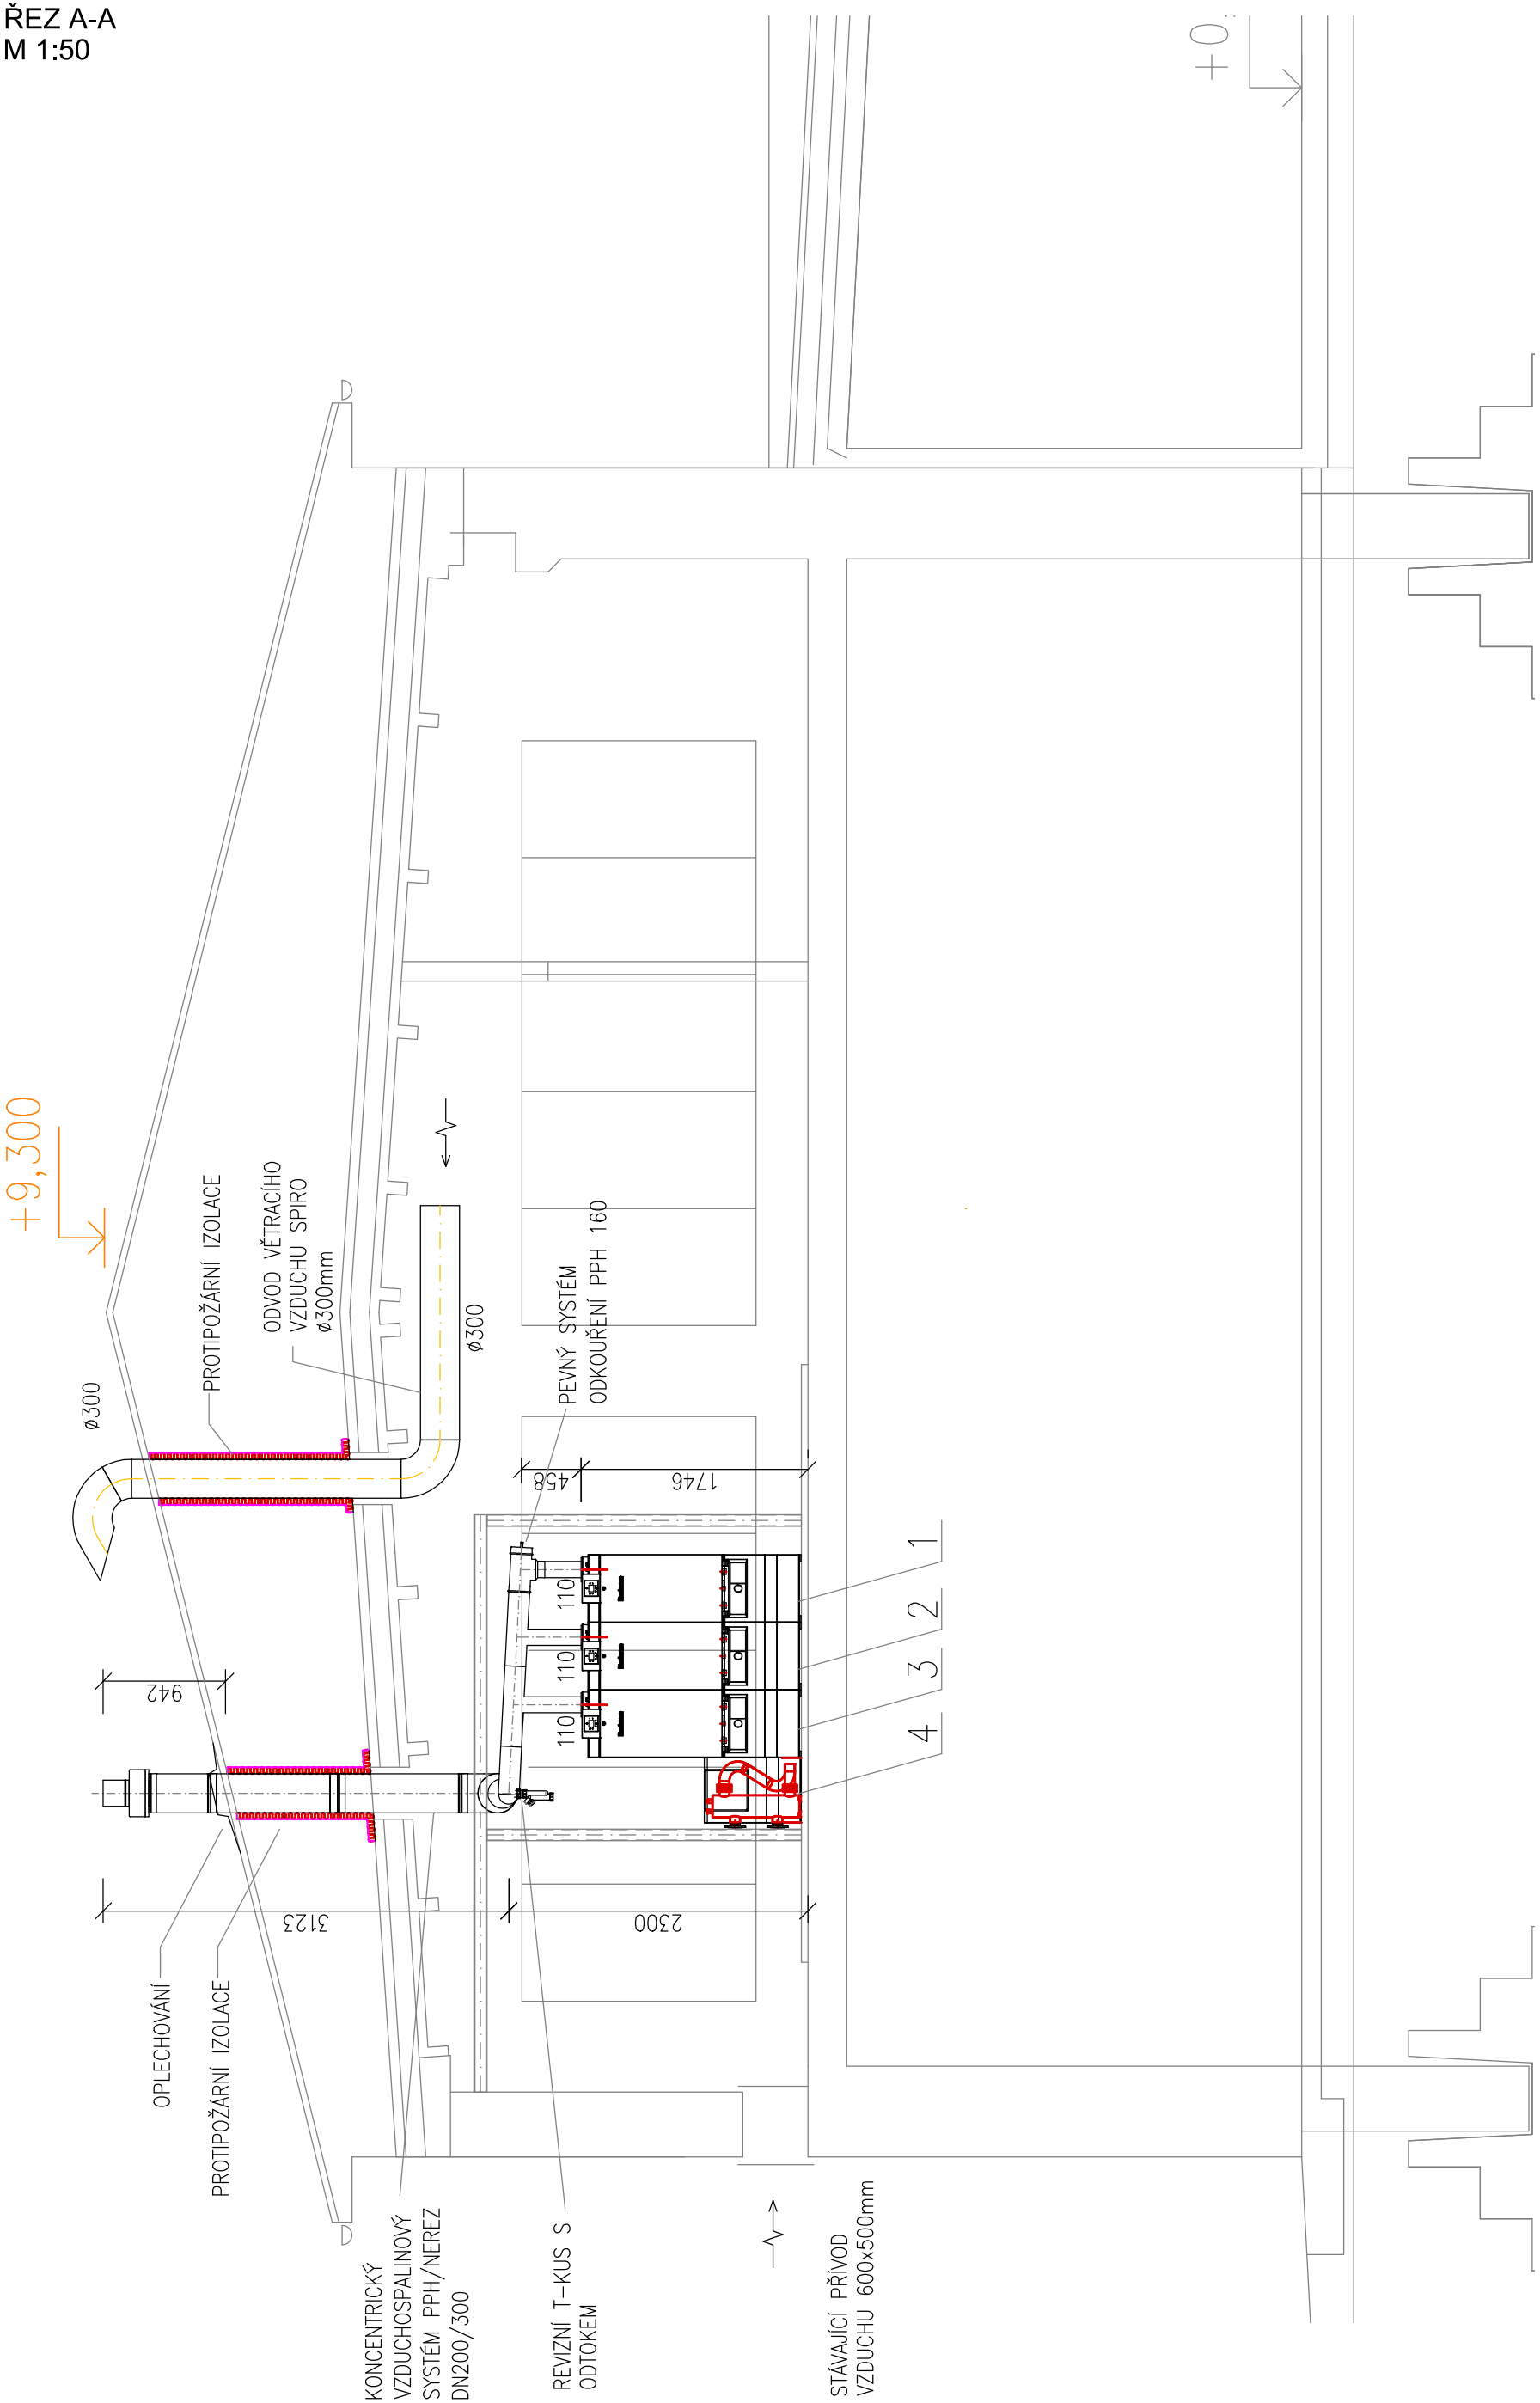 ŘEZ A-A
M 1:50
+0,
+9,300
PROTIPOŽÁRNÍ IZOLACE
ODVOD VĚTRACÍHO
VZDUCHU SPIRO
ø300mm
ø300
ø300
PEVNÝ SYSTÉM
ODKOUŘENÍ PPH 160
458
1746
942
110
110
110
1
2
3
4
3123
2300
OPLECHOVÁNÍ
PROTIPOŽÁRNÍ IZOLACE
KONCENTRICKÝ
VZDUCHOSPALINOVÝ
SYSTÉM PPH/NEREZ
DN200/300
REVIZNÍ T-KUS S
ODTOKEM
STÁVAJÍCÍ PŘÍVOD
VZDUCHU 600x500mm